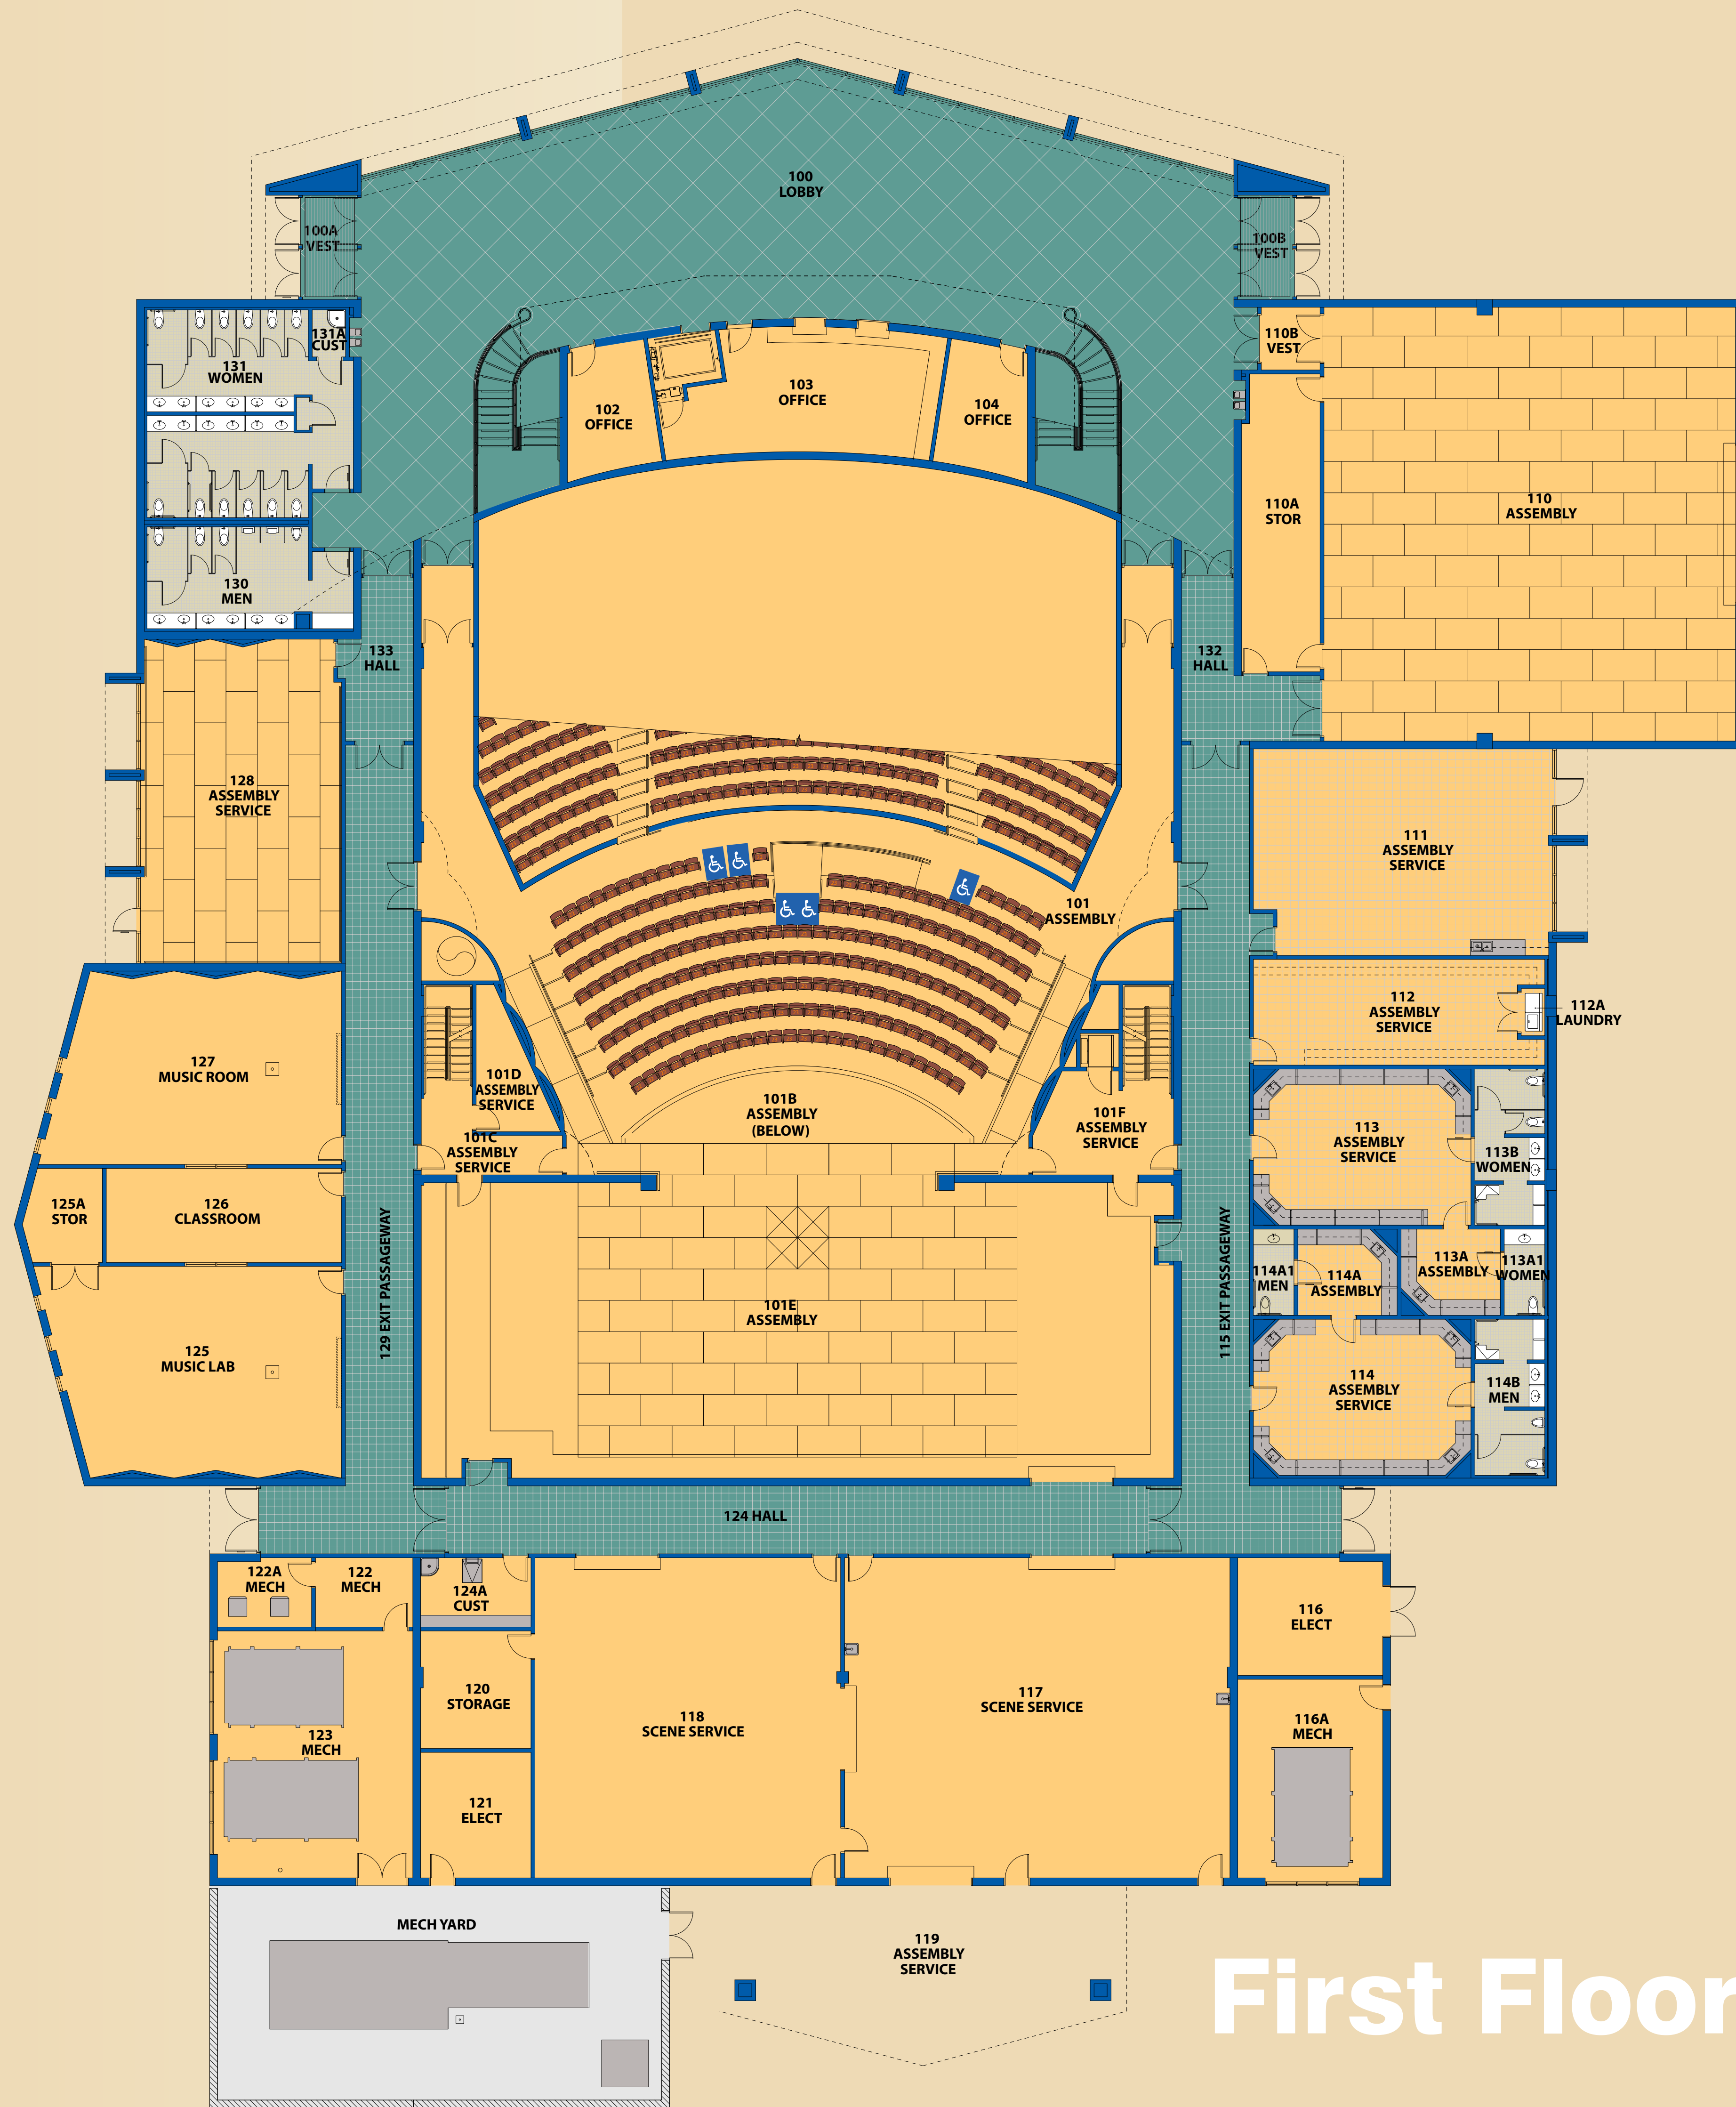 100
LOBBY
100A
VEST
100B
VEST
131A
CUST
131
WOMEN
110B
VEST
103
OFFICE
102
OFFICE
104
OFFICE
110A
STOR
110
ASSEMBLY
130
MEN
133
HALL
132
HALL
128
ASSEMBLY
SERVICE
111
ASSEMBLY
SERVICE
101
ASSEMBLY
112
ASSEMBLY
SERVICE
112A
LAUNDRY
127
MUSIC ROOM
101D
ASSEMBLY
SERVICE
101B
ASSEMBLY
(BELOW)
101F
ASSEMBLY
SERVICE
101C
ASSEMBLY
SERVICE
113
ASSEMBLY
SERVICE
113B
WOMEN
125A
STOR
126
CLASSROOM
129 EXIT PASSAGEWAY
115 EXIT PASSAGEWAY
114A1
MEN
114A
ASSEMBLY
113A
ASSEMBLY
113A1
WOMEN
101E
ASSEMBLY
125
MUSIC LAB
114
ASSEMBLY
SERVICE
114B
MEN
124 HALL
122A
MECH
122
MECH
124A
CUST
116
ELECT
120
STORAGE
118
SCENE SERVICE
117
SCENE SERVICE
116A
MECH
123
MECH
121
ELECT
MECH YARD
119
ASSEMBLY
SERVICE
First Floor